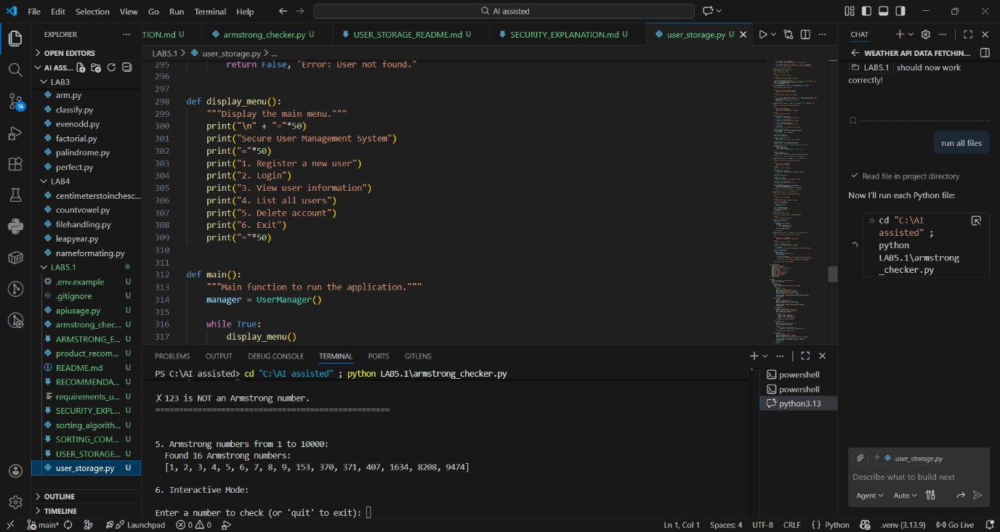 File Edit Selection View Go Run Terminal Help
AI assisted
EXPLORER
OPEN EDITORS
AI ASS...
LAB3
arm.py
classify.py
evenodd.py
factorial.py
palindrome.py
perfect.py
LAB4
centimeterstoinchesc...
countvowel.py
filehandling.py
leapyear.py
nameformating.py
LAB5.1
.env.example U
.gitignore U
apiusage.py U
armstrong_chec... U
ARMSTRONG_E... U
product_recom... U
README.md U
RECOMMENDA... U
requirements_u... U
SECURITY_EXPL... U
sorting_algorith... U
SORTING_COM... U
USER_STORAGE... U
user_storage.py U
OUTLINE
TIMELINE
16
TION.md U
armstrong_checker.py U
USER_STORAGE_README.md U
SECURITY_EXPLANATION.md U
user_storage.py U
LAB5.1 > user_storage.py > ...
295 return False, "Error: User not found."
296
297
298 def display_menu():
299 """Display the main menu."""
300 print("\n" + "="*50)
301 print("Secure User Management System")
302 print("="*50)
303 print("1. Register a new user")
304 print("2. Login")
305 print("3. View user information")
306 print("4. List all users")
307 print("5. Delete account")
308 print("6. Exit")
309 print("="*50)
310
311
312 def main():
313 """Main function to run the application."""
314 manager = UserManager()
315
316 while True:
317 display_menu()
PROBLEMS OUTPUT DEBUG CONSOLE TERMINAL PORTS GITLENS
PS C:\AI assisted> cd "C:\AI assisted" ; python LAB5.1\armstrong_checker.py
✗ 123 is NOT an Armstrong number.
==================================================
5. Armstrong numbers from 1 to 10000:
Found 16 Armstrong numbers:
[1, 2, 3, 4, 5, 6, 7, 8, 9, 153, 370, 371, 407, 1634, 8208, 9474]
6. Interactive Mode:
Enter a number to check (or 'quit' to exit):
powershell
powershell
python3.13
CHAT
WEATHER API DATA FETCHIN...
LAB5.1 should now work
correctly!
run all files
Read file in project directory
Now I'll run each Python file:
cd "C:\AI
assisted" ;
python
LAB5.1\armstrong
_checker.py
user_storage.py
Describe what to build next
Agent Auto
main* Launchpad 0 0
Ln 1, Col 1 Spaces: 4 UTF-8 CRLF {} Python .venv (3.13.9) Go Live